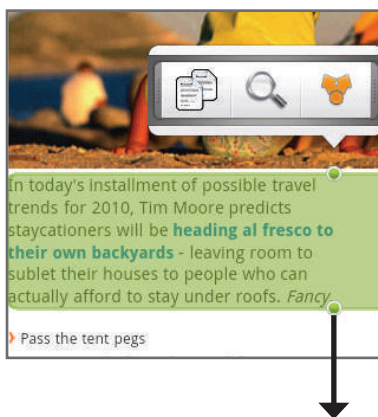 In today's installment of possible travel
trends for 2010, Tim Moore predicts
staycationers will be heading al fresco to
their own backyards - leaving room to
sublet their houses to people who can
actually afford to stay under roofs. Fancy
Pass the tent pegs